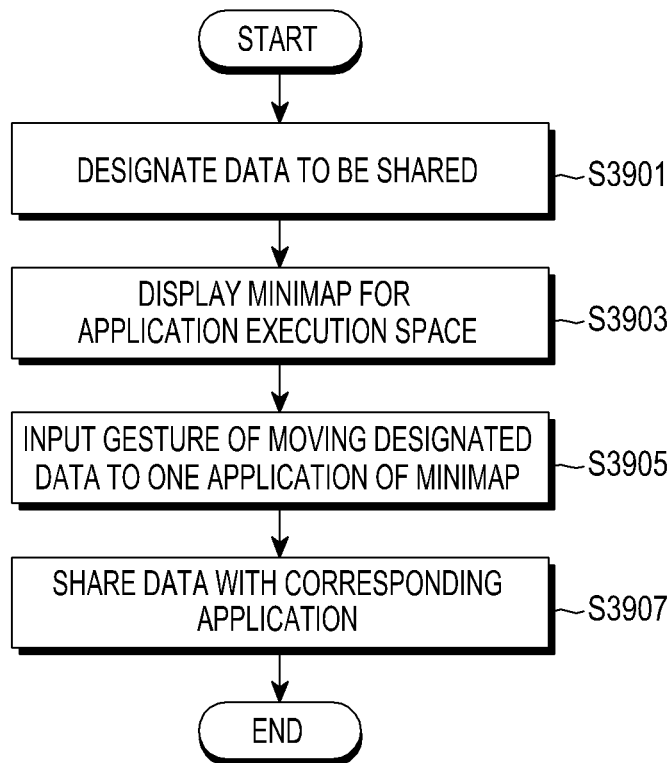 START
DESIGNATE DATA TO BE SHARED
S3901
DISPLAY MINIMAP FOR
APPLICATION EXECUTION SPACE
S3903
INPUT GESTURE OF MOVING DESIGNATED
DATA TO ONE APPLICATION OF MINIMAP
S3905
SHARE DATA WITH CORRESPONDING
APPLICATION
S3907
END